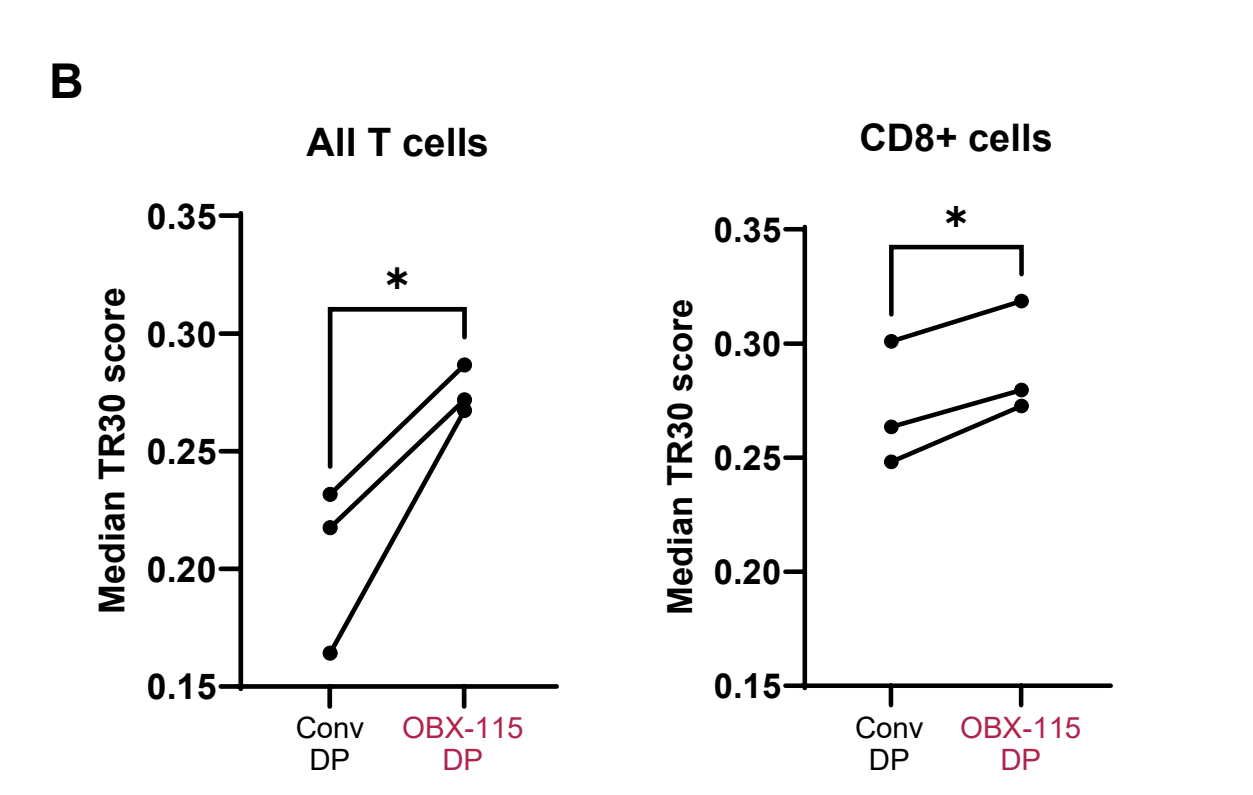 B
All T cells
*
Median TR30 score
0.35
0.30
0.25
0.20
0.15
Conv
DP
OBX-115
DP
CD8+ cells
*
Median TR30 score
0.35
0.30
0.25
0.20
0.15
Conv
DP
OBX-115
DP